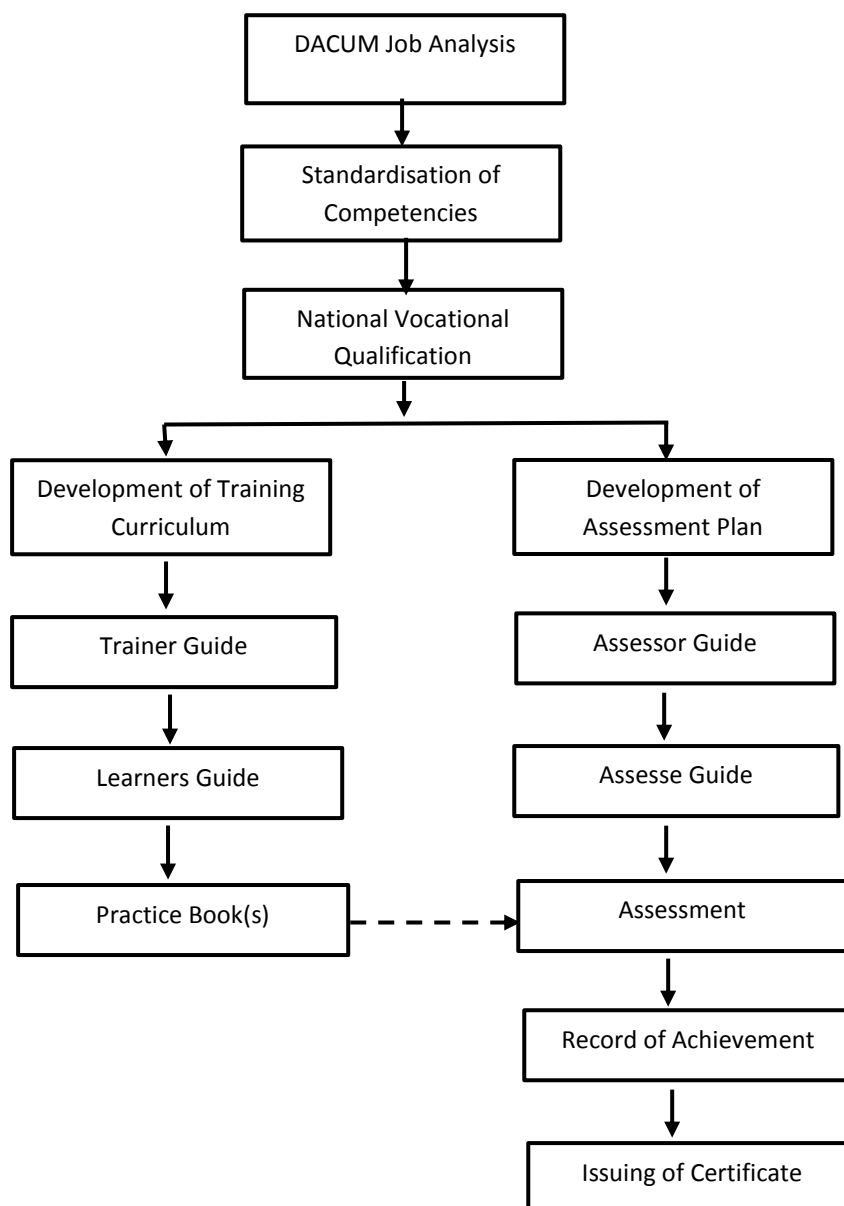 DACUM Job Analysis
Standardisation of
Competencies
National Vocational
Qualification
Development of Training
Curriculum
Development of
Assessment Plan
Trainer Guide
Assessor Guide
Learners Guide
Assesse Guide
Practice Book(s)
Assessment
Record of Achievement
Issuing of Certificate